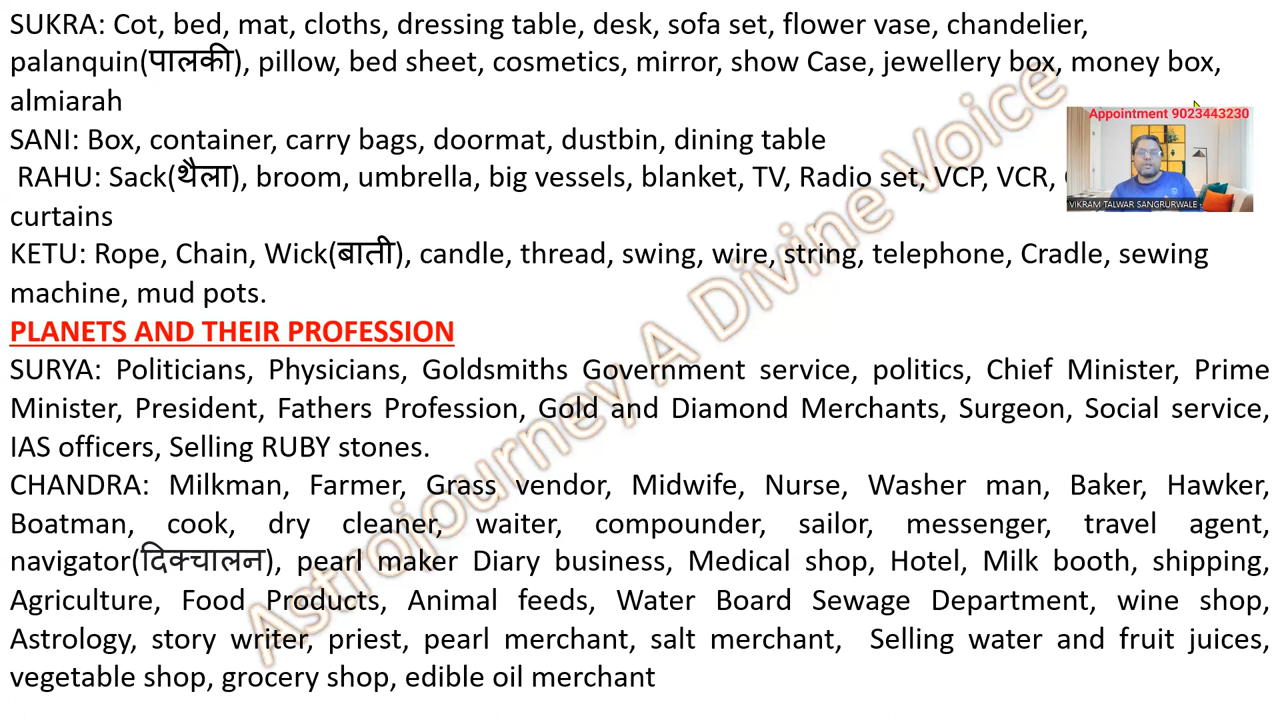 SUKRA: Cot, bed, mat, cloths, dressing table, desk, sofa set, flower vase, chandelier,
palanquin(पालकी), pillow, bed sheet, cosmetics, mirror, show Case, jewellery box, money box,
almiarah
SANI: Box, container, carry bags, doormat, dustbin, dining table
RAHU: Sack(थैला), broom, umbrella, big vessels, blanket, TV, Radio set, VCP, VCR,
curtains
KETU: Rope, Chain, Wick(बाती), candle, thread, swing, wire, string, telephone, Cradle, sewing
machine, mud pots.
PLANETS AND THEIR PROFESSION
SURYA: Politicians, Physicians, Goldsmiths Government service, politics, Chief Minister, Prime
Minister, President, Fathers Profession, Gold and Diamond Merchants, Surgeon, Social service,
IAS officers, Selling RUBY stones.
CHANDRA: Milkman, Farmer, Grass vendor, Midwife, Nurse, Washer man, Baker, Hawker,
Boatman, cook, dry cleaner, waiter, compounder, sailor, messenger, travel agent,
navigator(दिक्चालन), pearl maker Diary business, Medical shop, Hotel, Milk booth, shipping,
Agriculture, Food Products, Animal feeds, Water Board Sewage Department, wine shop,
Astrology, story writer, priest, pearl merchant, salt merchant, Selling water and fruit juices,
vegetable shop, grocery shop, edible oil merchant
Appointment 9023443230
VIKRAM TALWAR SANGRURWALE
Astrojourney A Divine Voice